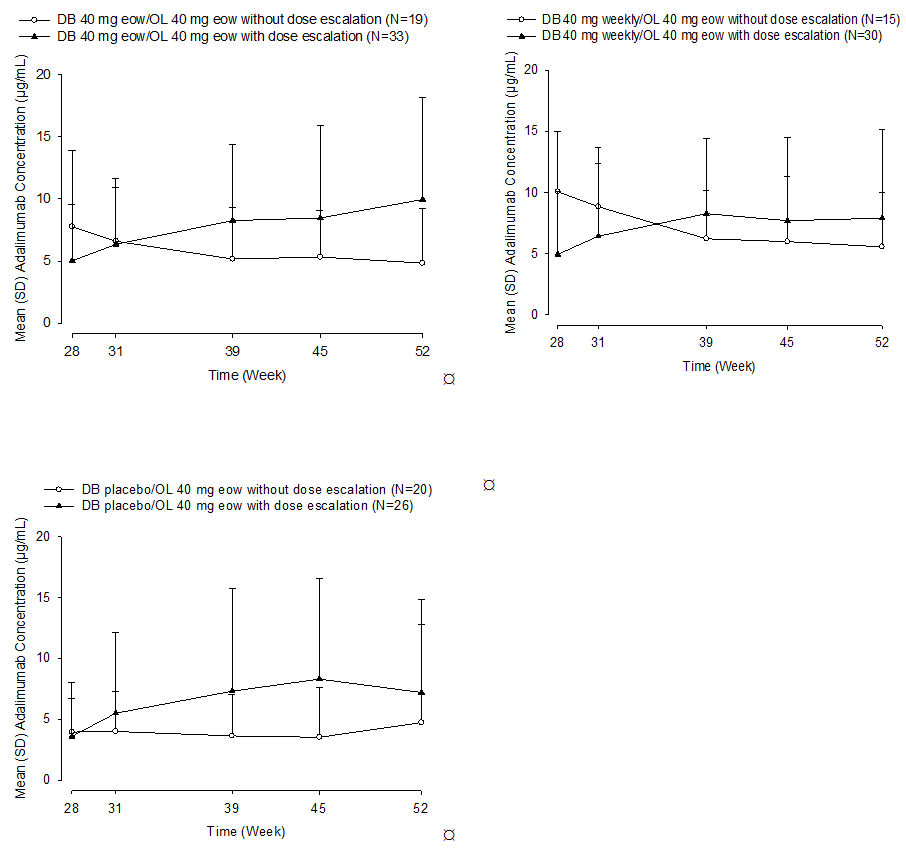 DB 40 mg eow/OL 40 mg eow without dose escalation (N=19)
DB 40 mg eow/OL 40 mg eow with dose escalation (N=33)
Mean (SD) Adalimumab Concentration (µg/mL)
20
15
10
5
0
28 31 39 45 52
Time (Week)
¤
DB 40 mg weekly/OL 40 mg eow without dose escalation (N=15)
DB 40 mg weekly/OL 40 mg eow with dose escalation (N=30)
Mean (SD) Adalimumab Concentration (µg/mL)
20
15
10
5
0
28 31 39 45 52
Time (Week)
¤
DB placebo/OL 40 mg eow without dose escalation (N=20)
DB placebo/OL 40 mg eow with dose escalation (N=26)
Mean (SD) Adalimumab Concentration (µg/mL)
20
15
10
5
0
28 31 39 45 52
Time (Week)
¤